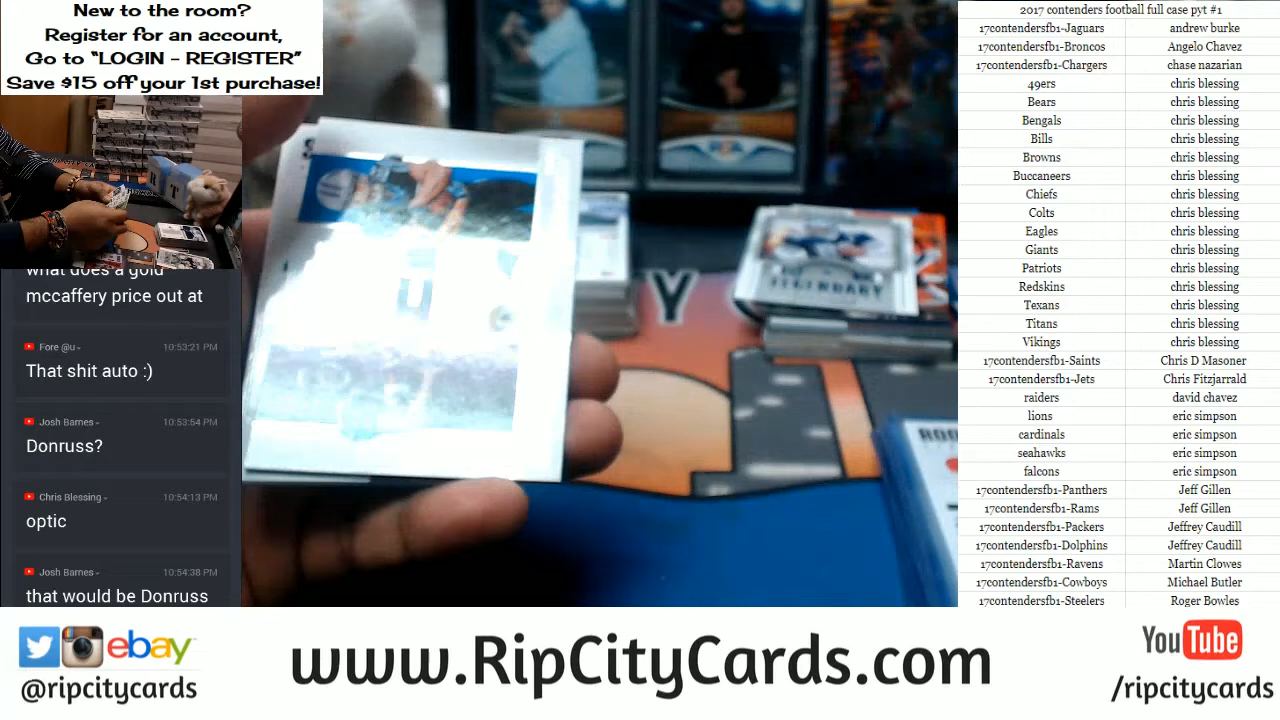 New to the room?
Register for an account,
Go to "LOGIN - REGISTER"
Save $15 off your 1st purchase!
what does a gold
mccaffery price out at
Fore @u 10:53:21 PM
That shit auto :)
Josh Barnes 10:53:54 PM
Donruss?
Chris Blessing 10:54:13 PM
optic
Josh Barnes 10:54:38 PM
that would be Donruss
Y
LEGENDARY
ROO
2017 contenders football full case pyt #1
17contendersfb1-Jaguars andrew burke
17contendersfb1-Broncos Angelo Chavez
17contendersfb1-Chargers chase nazarian
49ers chris blessing
Bears chris blessing
Bengals chris blessing
Bills chris blessing
Browns chris blessing
Buccaneers chris blessing
Chiefs chris blessing
Colts chris blessing
Eagles chris blessing
Giants chris blessing
Patriots chris blessing
Redskins chris blessing
Texans chris blessing
Titans chris blessing
Vikings chris blessing
17contendersfb1-Saints Chris D Masoner
17contendersfb1-Jets Chris Fitzjarrald
raiders david chavez
lions eric simpson
cardinals eric simpson
seahawks eric simpson
falcons eric simpson
17contendersfb1-Panthers Jeff Gillen
17contendersfb1-Rams Jeff Gillen
17contendersfb1-Packers Jeffrey Caudill
17contendersfb1-Dolphins Jeffrey Caudill
17contendersfb1-Ravens Martin Clowes
17contendersfb1-Cowboys Michael Butler
17contendersfb1-Steelers Roger Bowles
ebay
@ripcitycards
www.RipCityCards.com
YouTube
/ripcitycards